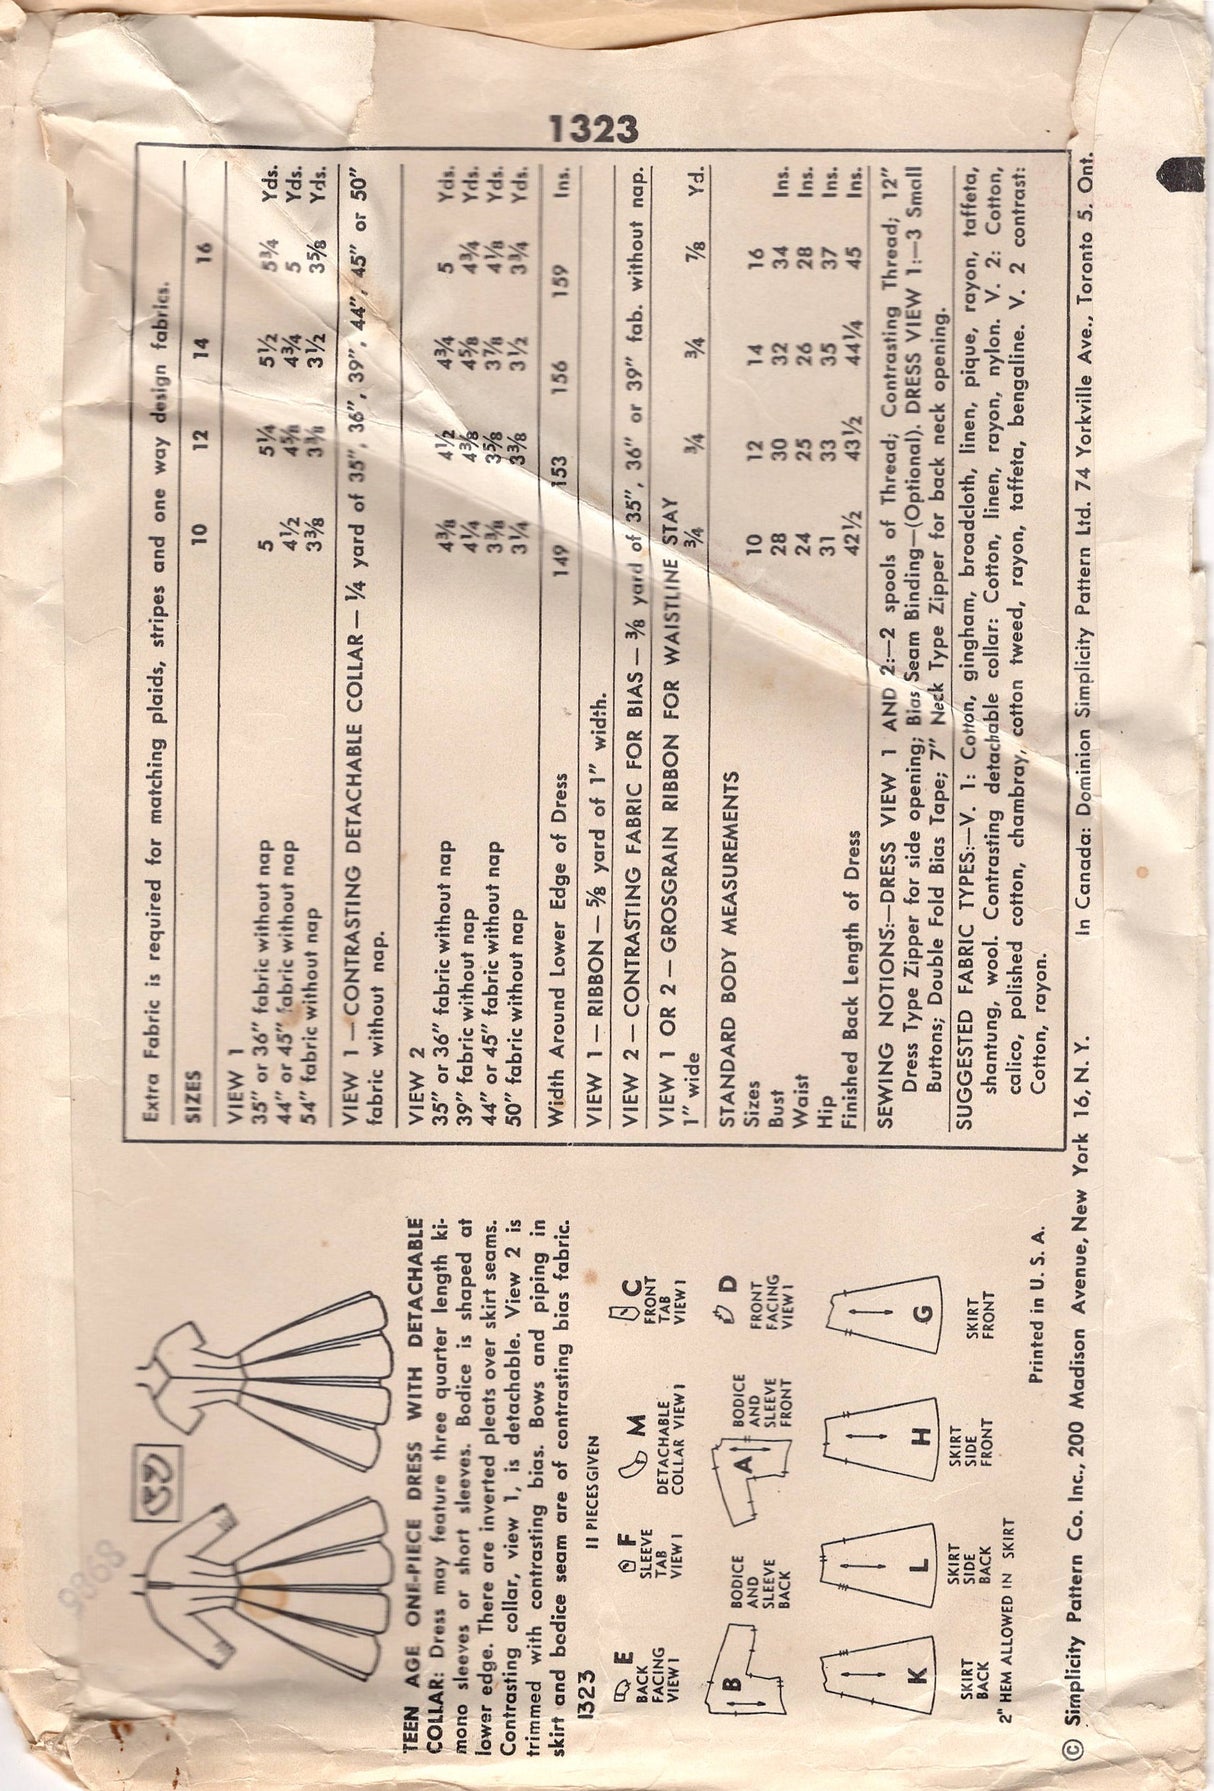 1323
9868
TEEN AGE ONE-PIECE DRESS WITH DETACHABLE
COLLAR: Dress may feature three quarter length ki-
mono sleeves or short sleeves. Bodice is shaped at
lower edge. There are inverted pleats over skirt seams.
Contrasting collar, view 1, is detachable. View 2 is
trimmed with contrasting bias. Bows and piping in
skirt and bodice seam are of contrasting bias fabric.
1323 11 PIECES GIVEN
E
BACK
FACING
VIEW 1
F
SLEEVE
TAB
VIEW 1
M
DETACHABLE
COLLAR VIEW 1
C
FRONT
TAB
VIEW 1
B
BODICE
AND
SLEEVE
BACK
A
BODICE
AND
SLEEVE
FRONT
D
FRONT
FACING
VIEW 1
K
SKIRT
BACK
L
SKIRT
SIDE
BACK
H
SKIRT
SIDE
FRONT
G
SKIRT
FRONT
2" HEM ALLOWED IN SKIRT
Printed in U. S. A.
Extra Fabric is required for matching plaids, stripes and one way design fabrics.
SIZES 10 12 14 16
VIEW 1
35" or 36" fabric without nap 5 5¼ 5½ 5¾ Yds.
44" or 45" fabric without nap 4½ 4⅝ 4¾ 5 Yds.
54" fabric without nap 3⅜ 3⅜ 3½ 3⅝ Yds.
VIEW 1 — CONTRASTING DETACHABLE COLLAR — ¼ yard of 35", 36", 39", 44", 45" or 50"
fabric without nap.
VIEW 2
35" or 36" fabric without nap 4⅜ 4½ 4¾ 5 Yds.
39" fabric without nap 4¼ 4⅜ 4⅝ 4¾ Yds.
44" or 45" fabric without nap 3⅜ 3⅝ 3⅞ 4⅛ Yds.
50" fabric without nap 3¼ 3⅜ 3½ 3¾ Yds.
Width Around Lower Edge of Dress 149 153 156 159 Ins.
VIEW 1 — RIBBON — ⅝ yard of 1" width.
VIEW 2 — CONTRASTING FABRIC FOR BIAS — ⅜ yard of 35", 36" or 39" fab. without nap.
VIEW 1 OR 2 — GROSGRAIN RIBBON FOR WAISTLINE STAY
1" wide ¾ ¾ ¾ ⅞ Yd.
STANDARD BODY MEASUREMENTS
Sizes 10 12 14 16
Bust 28 30 32 34 Ins.
Waist 24 25 26 28 Ins.
Hip 31 33 35 37 Ins.
Finished Back Length of Dress 42½ 43½ 44¼ 45 Ins.
SEWING NOTIONS:—DRESS VIEW 1 AND 2:—2 spools of Thread; Contrasting Thread; 12"
Dress Type Zipper for side opening; Bias Seam Binding—(Optional). DRESS VIEW 1:—3 Small
Buttons; Double Fold Bias Tape; 7" Neck Type Zipper for back neck opening.
SUGGESTED FABRIC TYPES:—V. 1: Cotton, gingham, broadcloth, linen, pique, rayon, taffeta,
shantung, wool. Contrasting detachable collar: Cotton, linen, rayon, nylon. V. 2: Cotton,
calico, polished cotton, chambray, cotton tweed, rayon, taffeta, bengaline. V. 2 contrast:
Cotton, rayon.
© Simplicity Pattern Co. Inc., 200 Madison Avenue, New York 16, N. Y. In Canada: Dominion Simplicity Pattern Ltd. 74 Yorkville Ave., Toronto 5, Ont.